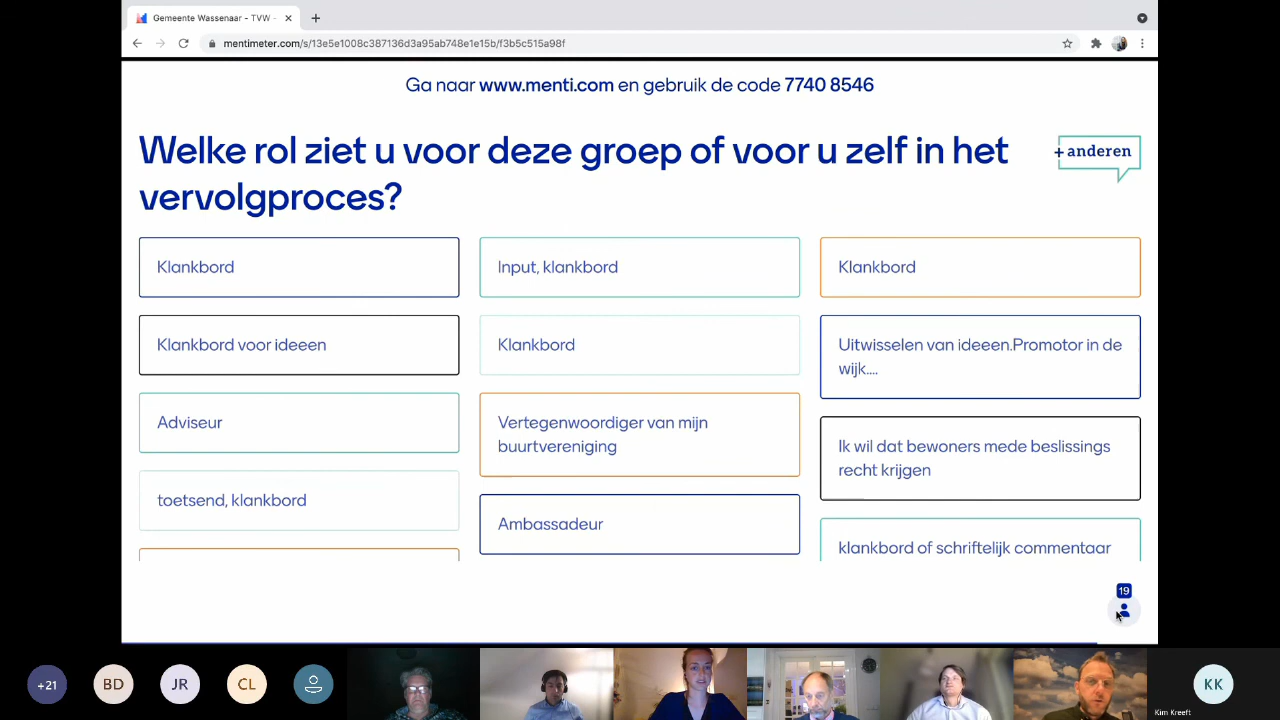 Gemeente Wassenaar - TVW -
mentimeter.com/s/13e5e1008c387136d3a95ab748e1e15b/f3b5c515a98f
Ga naar www.menti.com en gebruik de code 7740 8546
Welke rol ziet u voor deze groep of voor u zelf in het
vervolgproces?
+anderen
Klankbord
Input, klankbord
Klankbord
Klankbord voor ideeen
Klankbord
Uitwisselen van ideeen.Promotor in de
wijk....
Adviseur
Vertegenwoordiger van mijn
buurtvereniging
Ik wil dat bewoners mede beslissings
recht krijgen
toetsend, klankbord
Ambassadeur
klankbord of schriftelijk commentaar
19
+21
BD
JR
CL
KK
Kim Kreeft